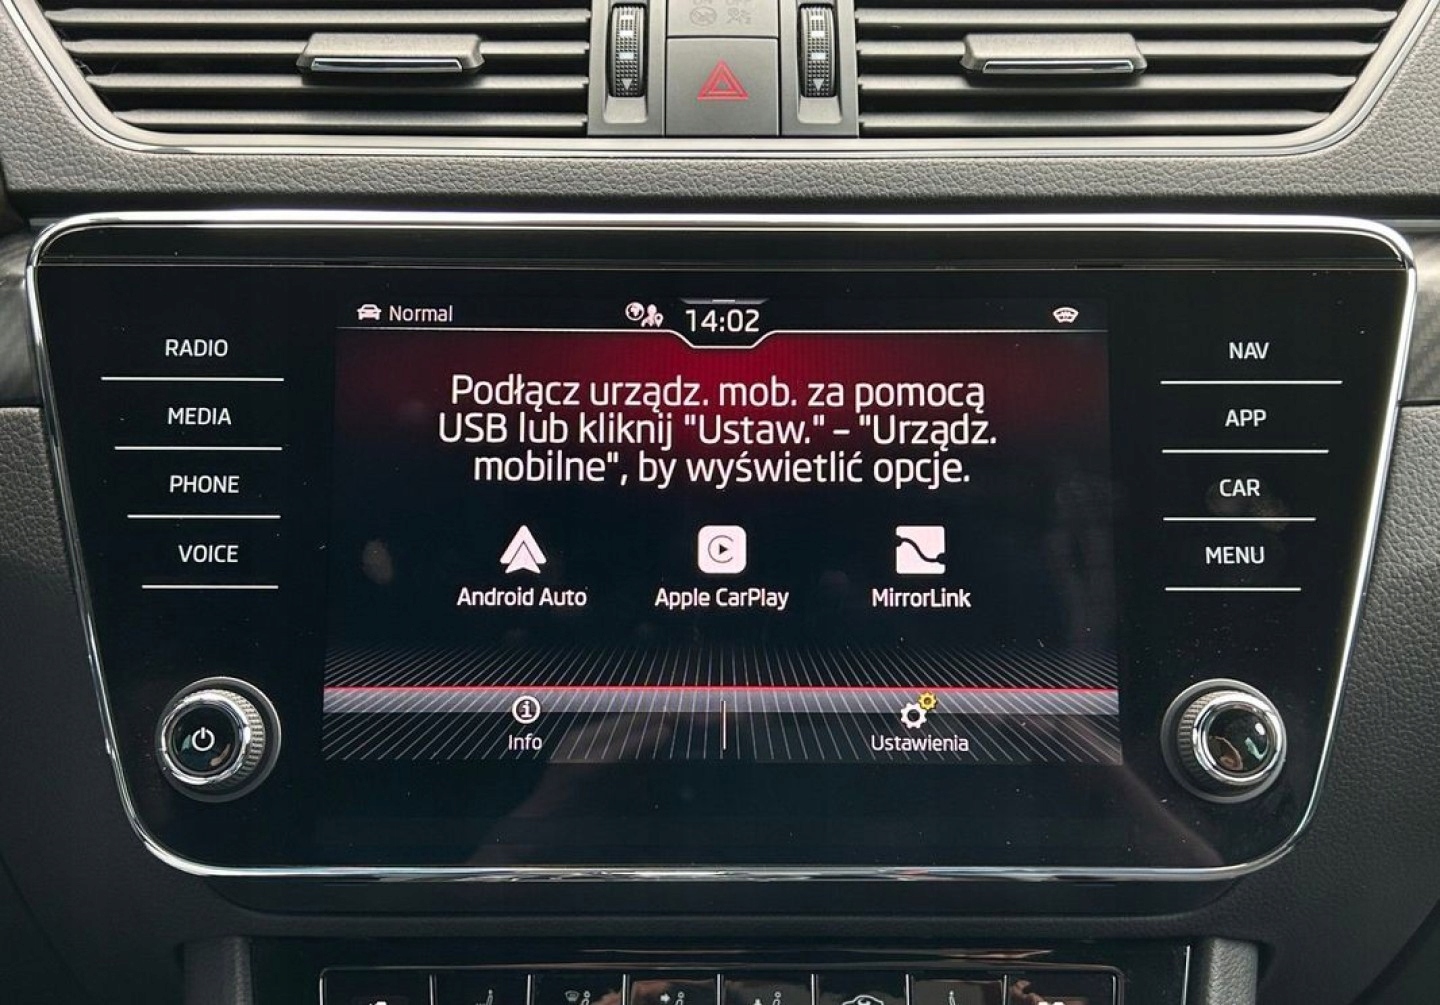 Normal
14:02
RADIO
MEDIA
PHONE
VOICE
Podłącz urządz. mob. za pomocą
USB lub kliknij "Ustaw." – "Urządz.
mobilne", by wyświetlić opcje.
Android Auto
Apple CarPlay
MirrorLink
Info
Ustawienia
NAV
APP
CAR
MENU